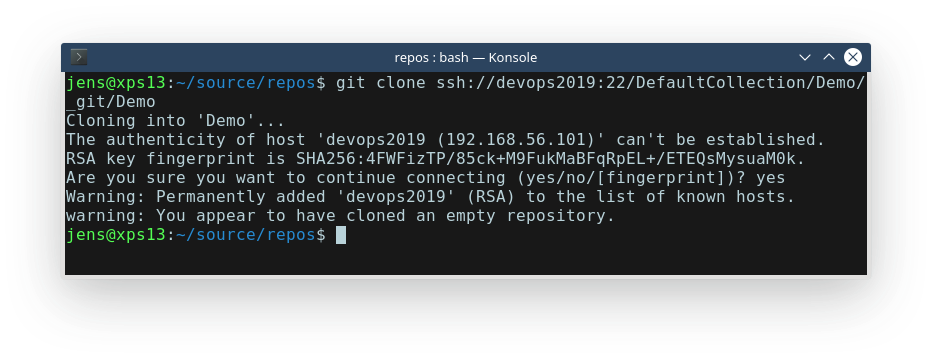 repos : bash — Konsole
jens@xps13:~/source/repos$ git clone ssh://devops2019:22/DefaultCollection/Demo/
_git/Demo
Cloning into 'Demo'...
The authenticity of host 'devops2019 (192.168.56.101)' can't be established.
RSA key fingerprint is SHA256:4FWFizTP/85ck+M9FukMaBFqRpEL+/ETEQsMysuaM0k.
Are you sure you want to continue connecting (yes/no/[fingerprint])? yes
Warning: Permanently added 'devops2019' (RSA) to the list of known hosts.
warning: You appear to have cloned an empty repository.
jens@xps13:~/source/repos$